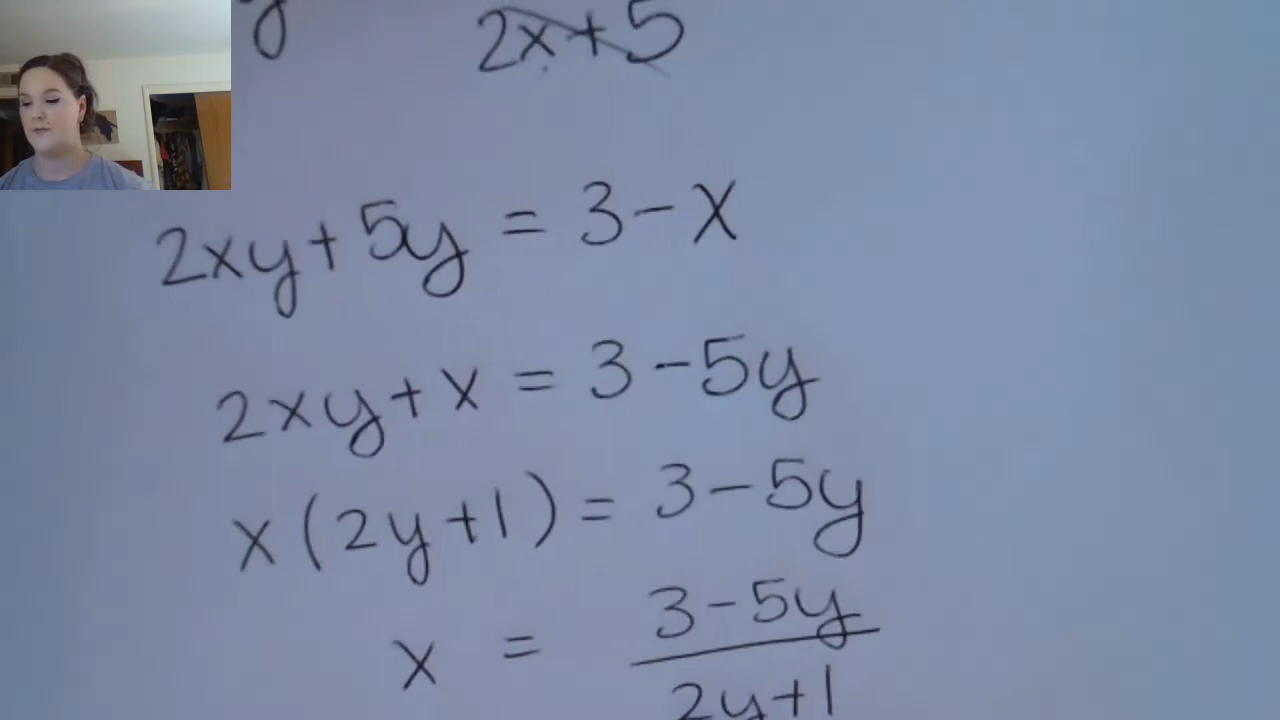 y 2x+5
2xy+5y = 3-x
2xy+x = 3-5y
x(2y+1) = 3-5y
x = 3-5y
2y+1